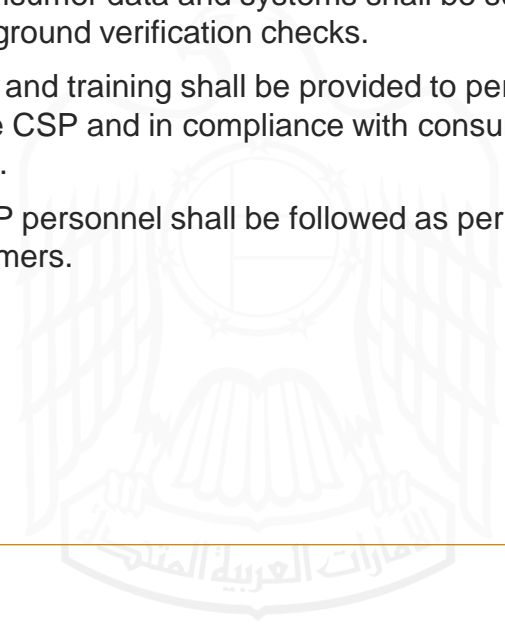 nsumer data and systems shall be s
ground verification checks.
and training shall be provided to per
e CSP and in compliance with consu
.
P personnel shall be followed as per
mers.
الإمارات العربية المتحدة